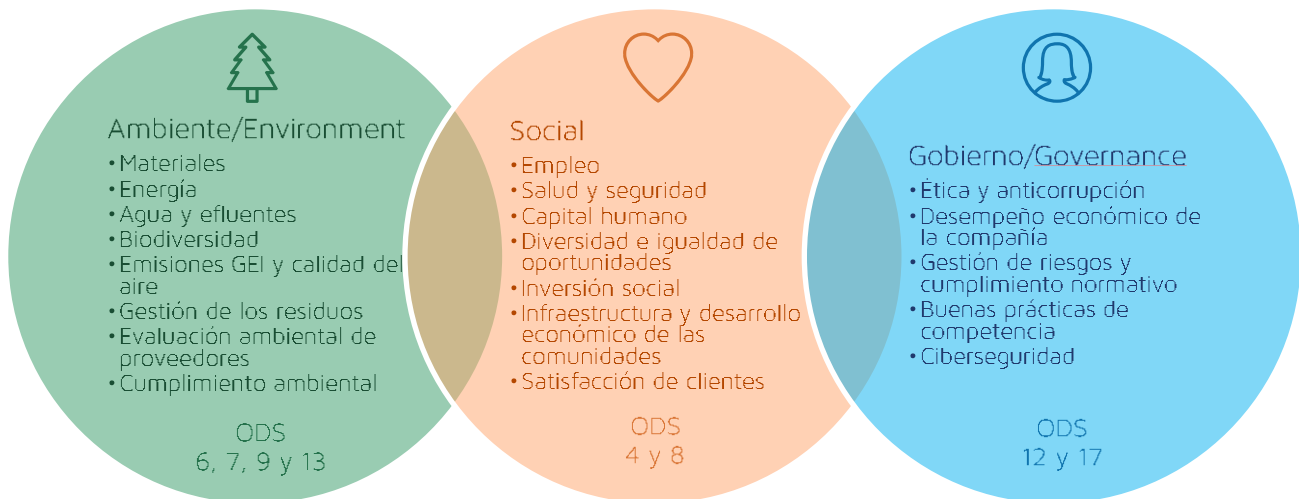 Ambiente/Environment
• Materiales
• Energía
• Agua y efluentes
• Biodiversidad
• Emisiones GEI y calidad del
aire
• Gestión de los residuos
• Evaluación ambiental de
proveedores
• Cumplimiento ambiental
ODS
6, 7, 9 y 13
Social
• Empleo
• Salud y seguridad
• Capital humano
• Diversidad e igualdad de
oportunidades
• Inversión social
• Infraestructura y desarrollo
económico de las
comunidades
• Satisfacción de clientes
ODS
4 y 8
Gobierno/Governance
• Ética y anticorrupción
• Desempeño económico de
la compañía
• Gestión de riesgos y
cumplimiento normativo
• Buenas prácticas de
competencia
• Ciberseguridad
ODS
12 y 17